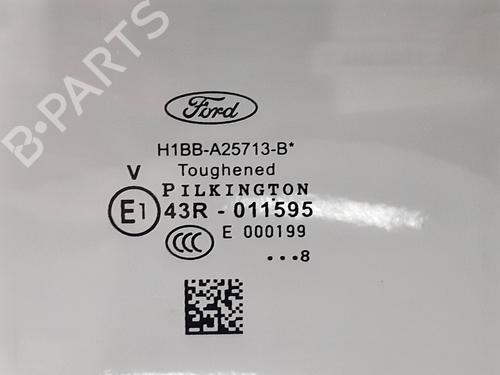 B-Parts
Ford
H1BB-A25713-B*
V Toughened
PILKINGTON
E1 43R - 011595
CCC E 000199
...8